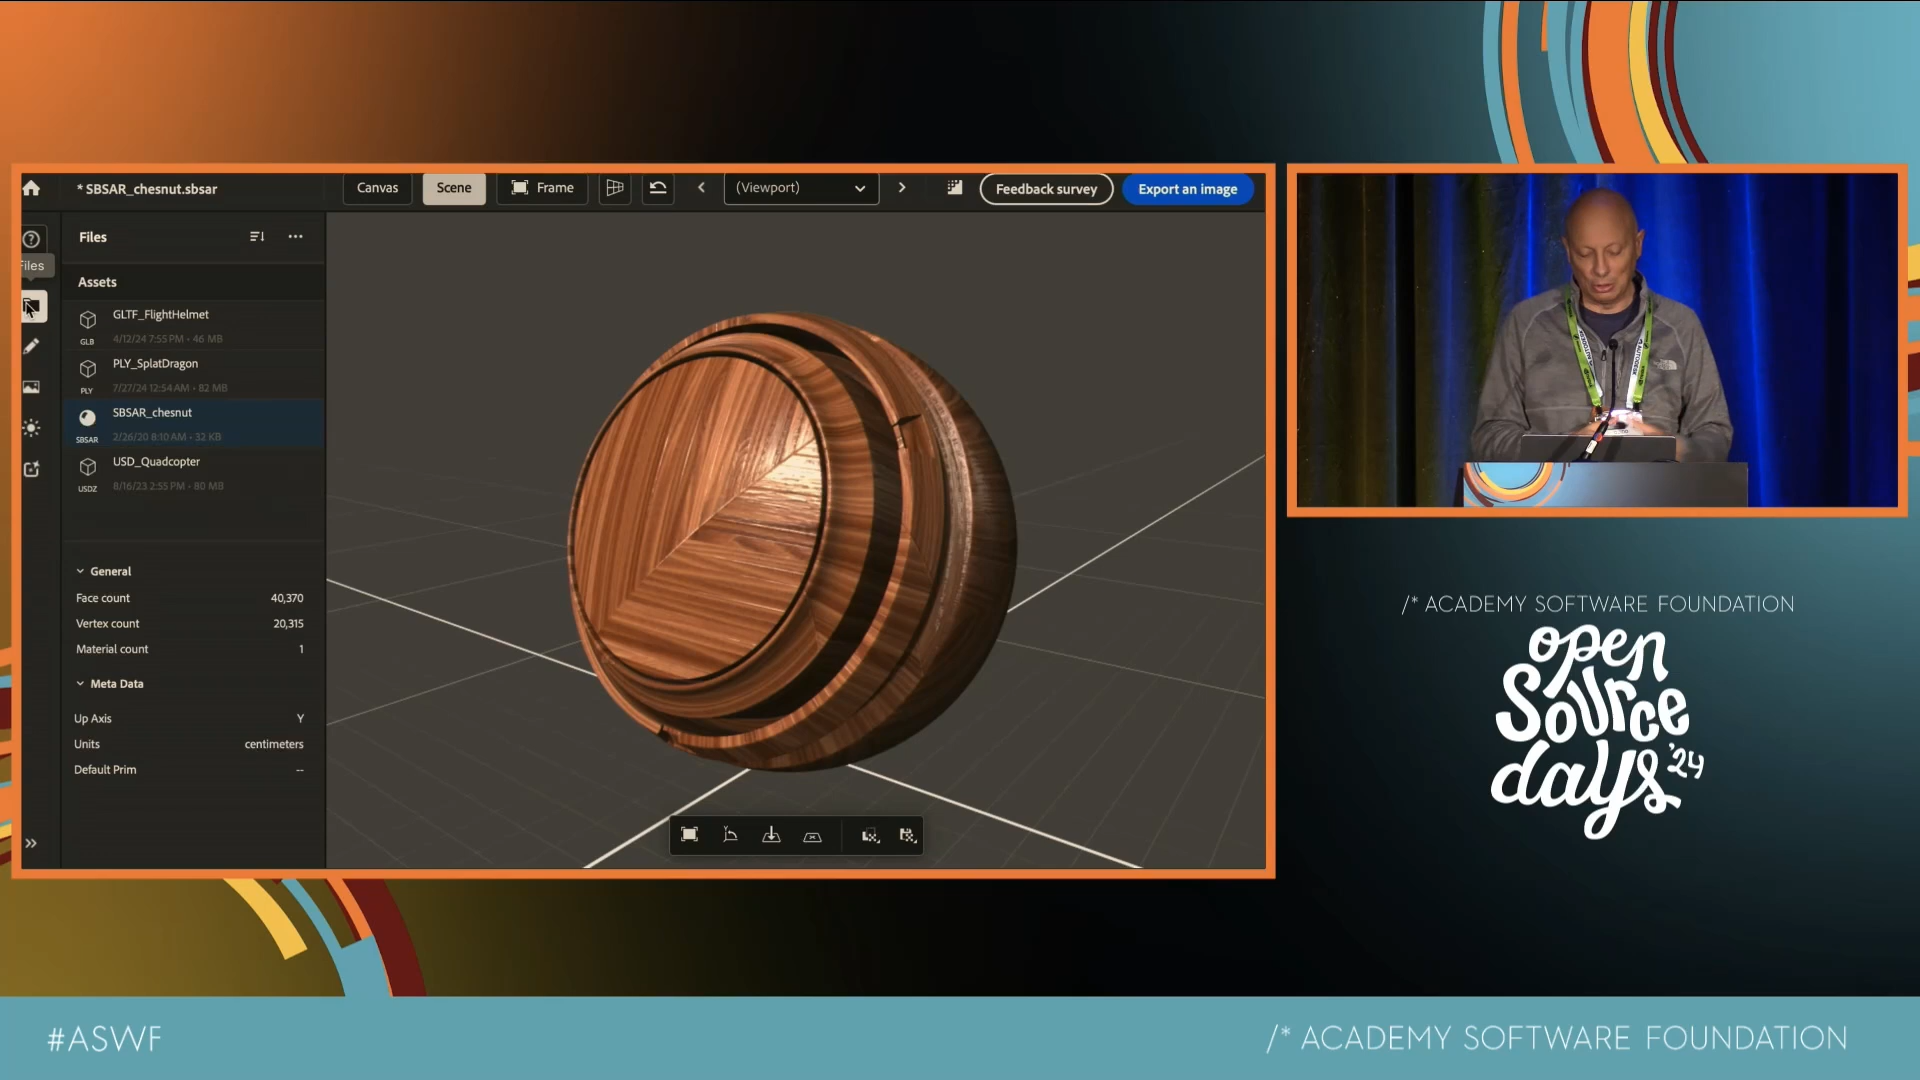 * SBSAR_chesnut.sbsar
Canvas
Scene
Frame
(Viewport)
Feedback survey
Export an image
Files
Files
Assets
GLTF_FlightHelmet
GLB
4/12/24 7:55 PM • 46 MB
PLY_SplatDragon
PLY
7/27/24 12:54 AM • 82 MB
SBSAR_chesnut
SBSAR
2/26/20 8:10 AM • 32 KB
USD_Quadcopter
USDZ
8/16/23 2:55 PM • 80 MB
General
Face count 40,370
Vertex count 20,315
Material count 1
Meta Data
Up Axis Y
Units centimeters
Default Prim --
/* ACADEMY SOFTWARE FOUNDATION
open
Source
days '24
#ASWF
/* ACADEMY SOFTWARE FOUNDATION